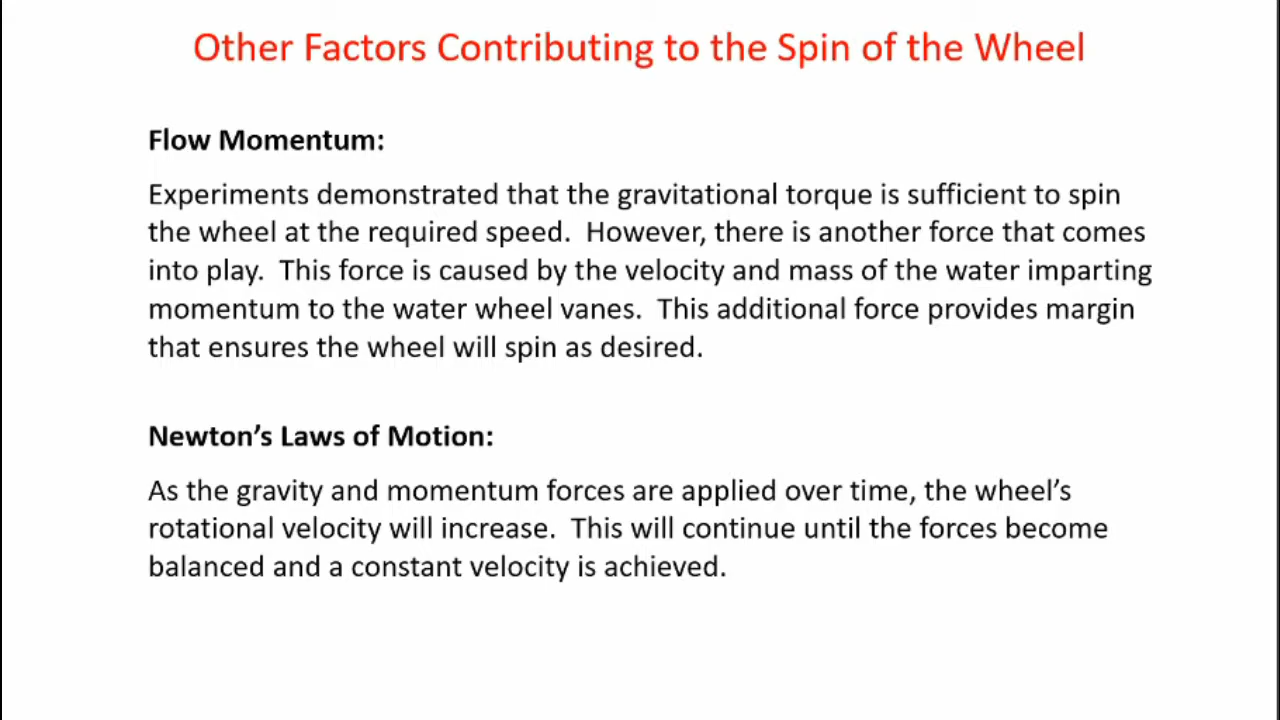 Other Factors Contributing to the Spin of the Wheel
Flow Momentum:
Experiments demonstrated that the gravitational torque is sufficient to spin
the wheel at the required speed.  However, there is another force that comes
into play.  This force is caused by the velocity and mass of the water imparting
momentum to the water wheel vanes.  This additional force provides margin
that ensures the wheel will spin as desired.
Newton’s Laws of Motion:
As the gravity and momentum forces are applied over time, the wheel’s
rotational velocity will increase.  This will continue until the forces become
balanced and a constant velocity is achieved.